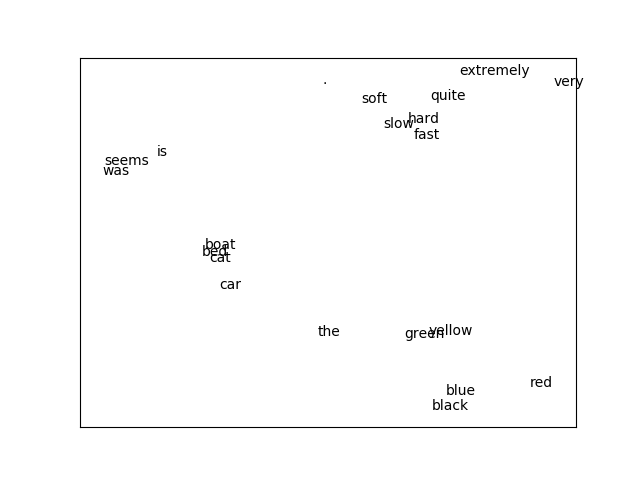 extremely
very
.
quite
soft
hard
slow
fast
is
seems
was
boat
bed
cat
car
the
green
yellow
red
blue
black